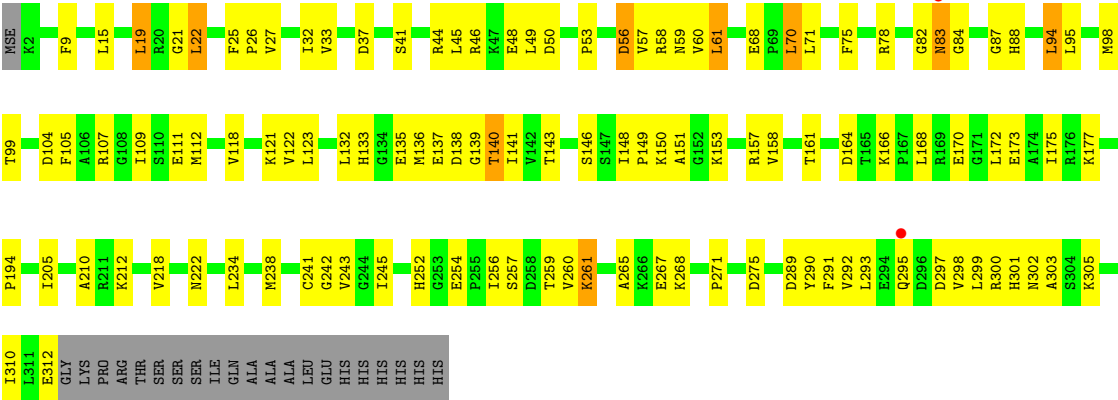 MSE K2 F9 L15 L19 R20 G21 L22 F25 P26 V27 I32 V33 D37 S41 R44 L45 R46 K47 E48 L49 D50 P53 D56 V57 R58 N59 V60 L61 E68 P69 L70 L71 F75 R78 G82 N83 G84 G87 H88 L94 L95 M98
T99 D104 F105 A106 R107 G108 I109 S110 E111 M112 V118 K121 V122 L123 L132 H133 G134 E135 M136 E137 D138 G139 T140 I141 V142 T143 S146 S147 I148 P149 K150 A151 G152 K153 R157 V158 T161 D164 T165 K166 P167 L168 R169 E170 G171 L172 E173 A174 I175 R176 K177
P194 I205 A210 R211 K212 V218 N222 L234 M238 C241 G242 V243 G244 I245 H252 G253 E254 P255 I256 S257 D258 T259 V260 K261 A265 K266 E267 K268 P271 D275 D289 Y290 F291 V292 L293 E294 Q295 D296 D297 V298 L299 R300 H301 N302 A303 S304 K305
I310 L311 E312 GLY LYS PRO ARG THR SER SER SER ILE GLN ALA ALA ALA LEU GLU HIS HIS HIS HIS HIS HIS